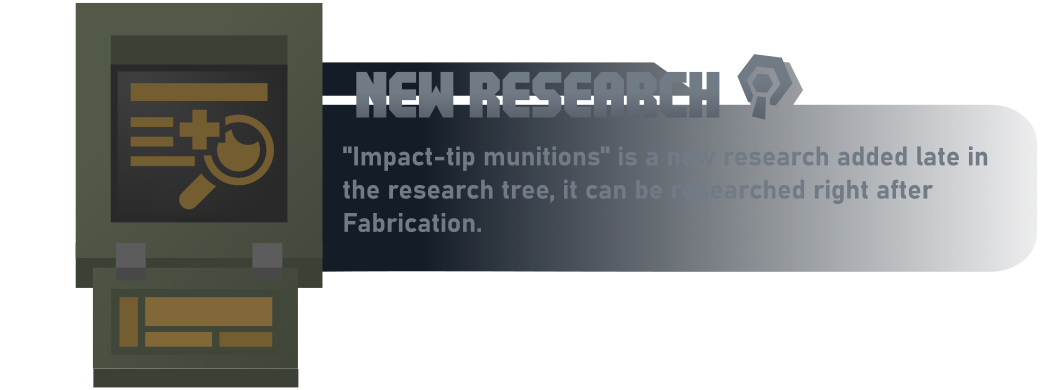 NEW RESEARCH
"Impact-tip munitions" is a new research added late in
the research tree, it can be researched right after
Fabrication.